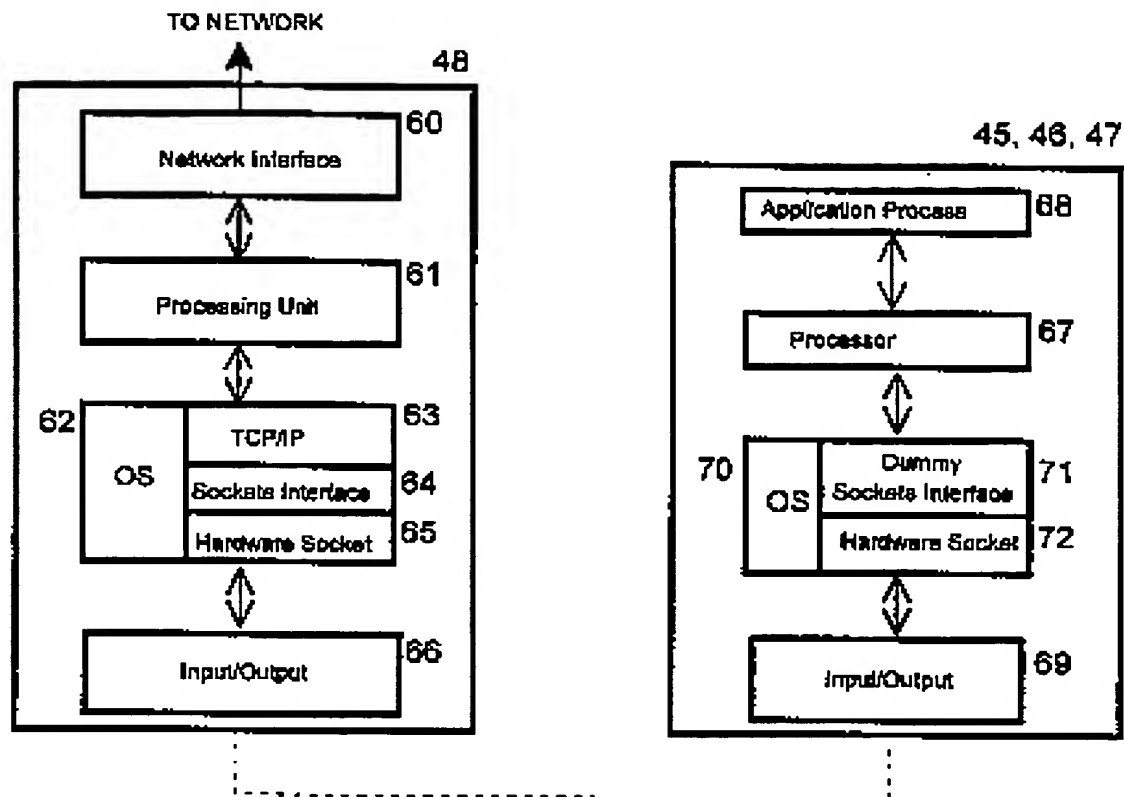 TO NETWORK
48
60
Network Interface
61
Processing Unit
62
OS
63
TCP/IP
Sockets Interface
64
Hardware Socket
65
66
Input/Output
45, 46, 47
Application Process
68
Processor
67
70
OS
Dummy
Sockets Interface
71
Hardware Socket
72
Input/Output
69